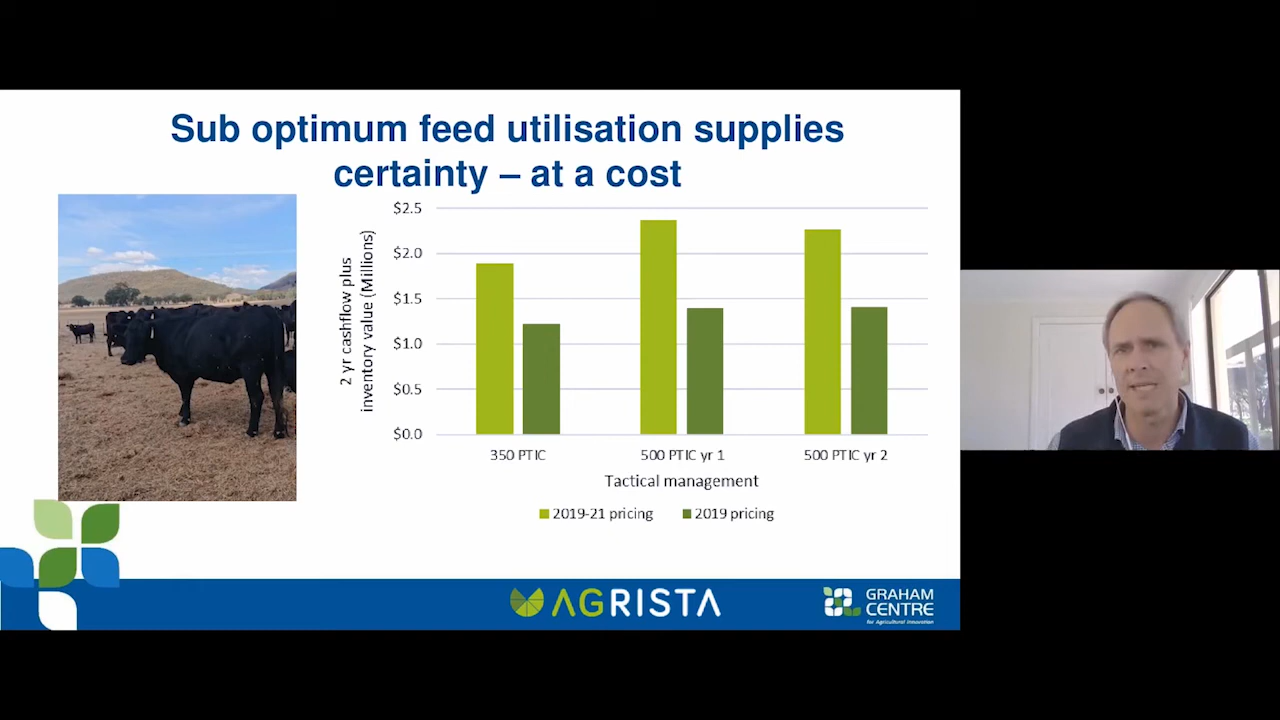 Sub optimum feed utilisation supplies
certainty – at a cost
2 yr cashflow plus
inventory value (Millions)
$2.5
$2.0
$1.5
$1.0
$0.5
$0.0
350 PTIC
500 PTIC yr 1
500 PTIC yr 2
Tactical management
2019-21 pricing
2019 pricing
AGRISTA
GRAHAM
CENTRE
for Agricultural Innovation